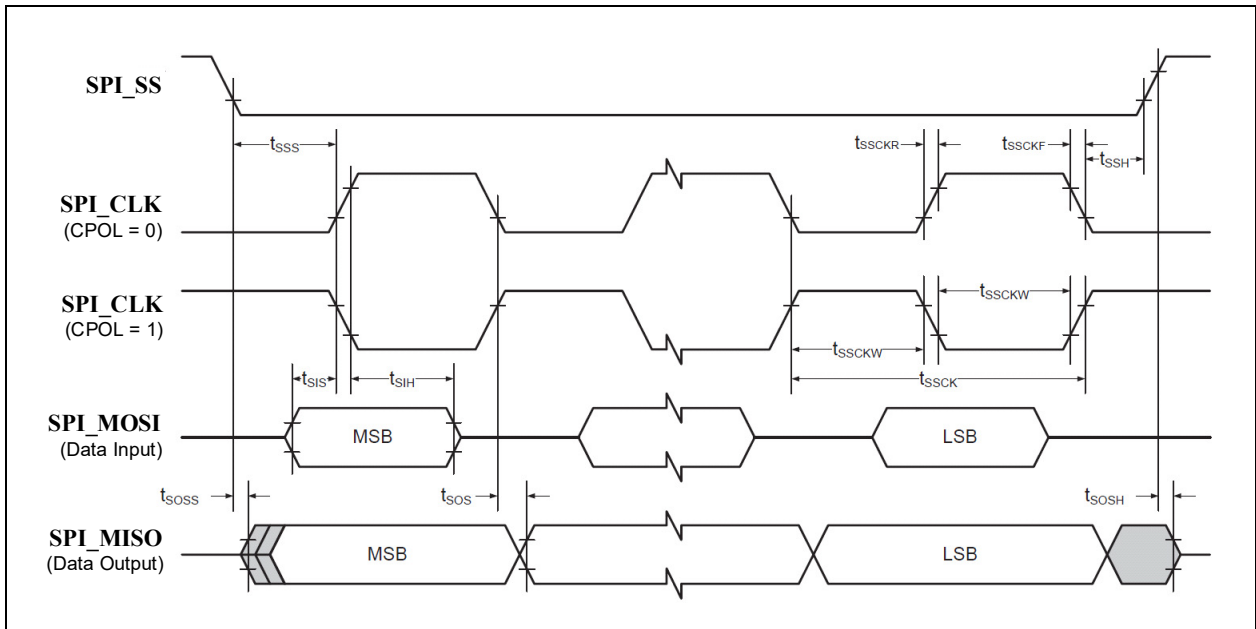 SPI_SS
tSSS
tSSCKR
tSSCKF
tSSH
SPI_CLK
(CPOL = 0)
SPI_CLK
(CPOL = 1)
tSSCKW
tSSCKW
tSIS
tSIH
tSSCK
SPI_MOSI
(Data Input)
MSB
LSB
tSOSS
tSOS
tSOSH
SPI_MISO
(Data Output)
MSB
LSB